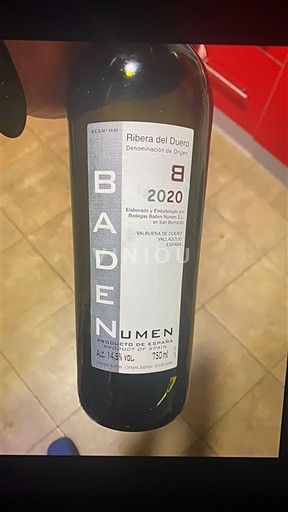 Ribera del Duero
Denominación de Origen
B
2020
Elaborado y Embotellado por
Bodegas Baden Numen S.L.
en San Bernardo
VALBUENA DE DUERO
VALLADOLID
ESPAÑA
VINIOU
BADEN
NUMEN
PRODUCTO DE ESPAÑA
PRODUCT OF SPAIN
Alc. 14,5% VOL. 750 ml